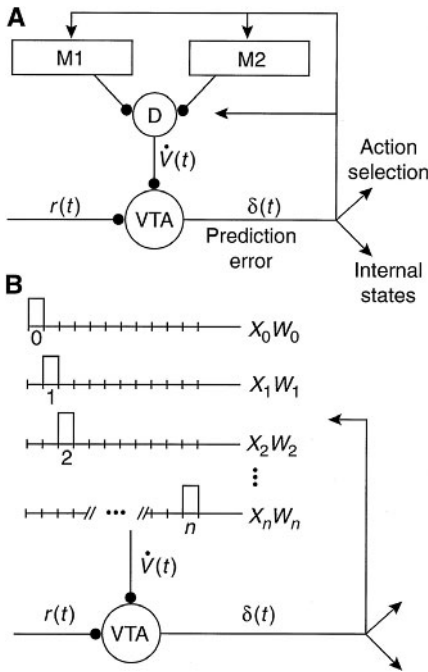 A
M1
M2
D
V̇(t)
r(t)
VTA
δ(t)
Prediction
error
Action
selection
Internal
states
B
0
X₀W₀
1
X₁W₁
2
X₂W₂
...
// ... //
n
XₙWₙ
V̇(t)
r(t)
VTA
δ(t)